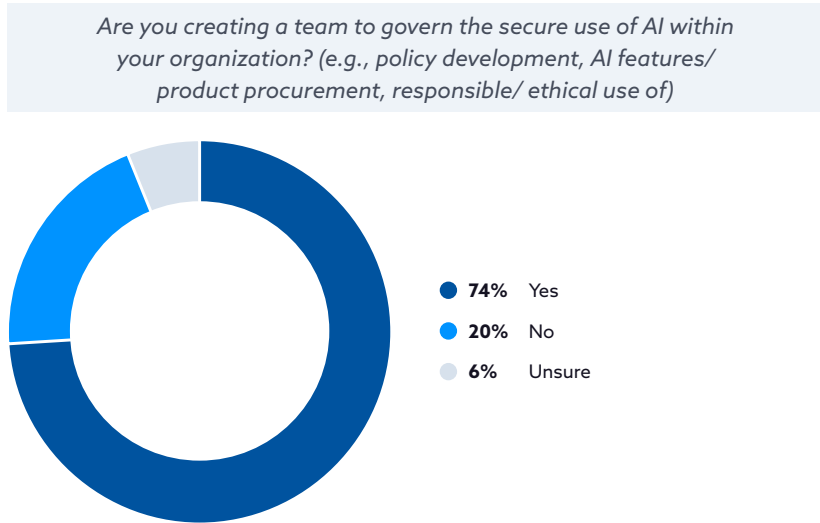 Are you creating a team to govern the secure use of AI within
your organization? (e.g., policy development, AI features/
product procurement, responsible/ ethical use of)
74% Yes
20% No
6% Unsure